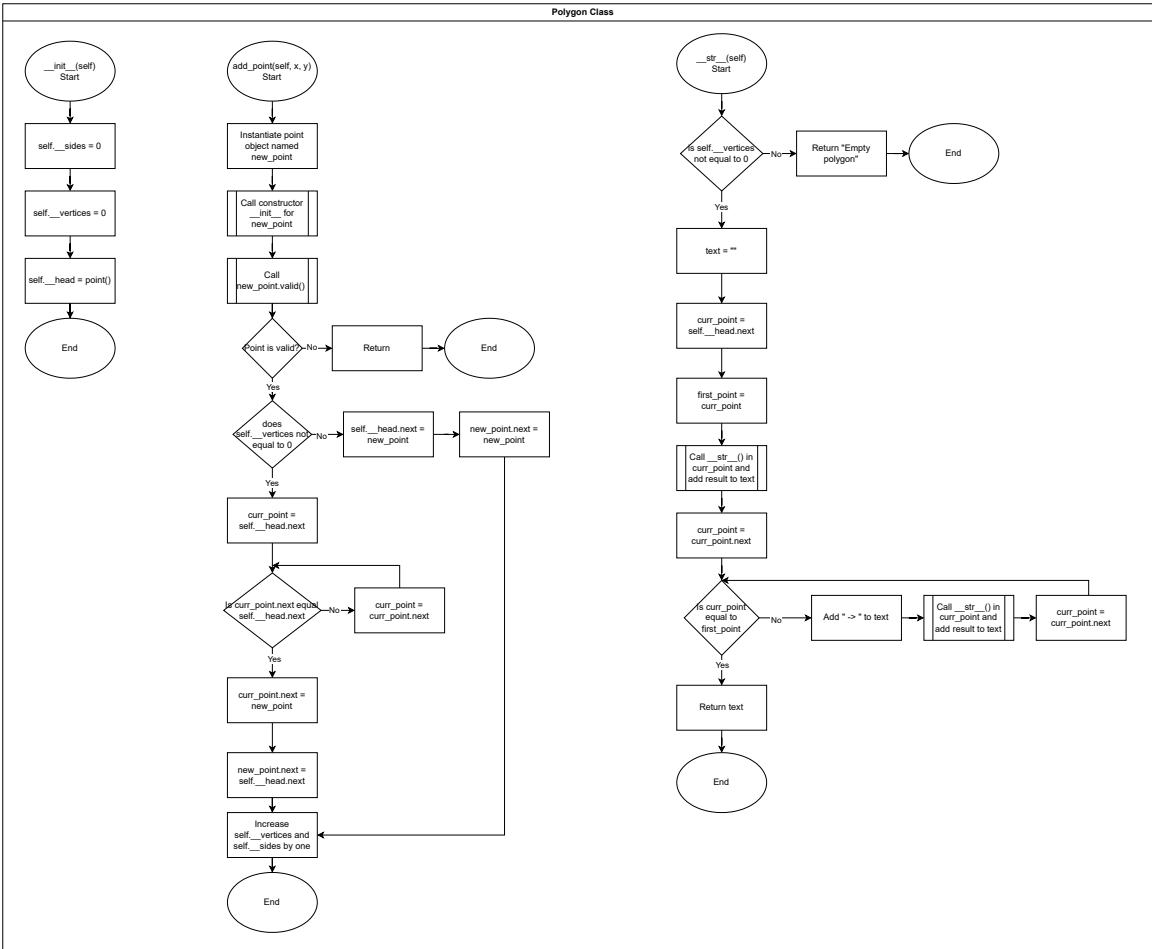 Polygon Class
__init__(self)
Start
self.__sides = 0
self.__vertices = 0
self.__head = point()
End
add_point(self, x, y)
Start
Instantiate point
object named
new_point
Call constructor
__init__ for
new_point
Call
new_point.valid()
Point is valid?
No
Return
End
Yes
does
self.__vertices not
equal to 0
No
self.__head.next =
new_point
new_point.next =
new_point
Yes
curr_point =
self.__head.next
Is curr_point.next equal
self.__head.next
No
curr_point =
curr_point.next
Yes
curr_point.next =
new_point
new_point.next =
self.__head.next
Increase
self.__vertices and
self.__sides by one
End
__str__(self)
Start
Is self.__vertices
not equal to 0
No
Return "Empty
polygon"
End
Yes
text = ""
curr_point =
self.__head.next
first_point =
curr_point
Call __str__() in
curr_point and
add result to text
curr_point =
curr_point.next
Is curr_point
equal to
first_point
No
Add " -> " to text
Call __str__() in
curr_point and
add result to text
curr_point =
curr_point.next
Yes
Return text
End